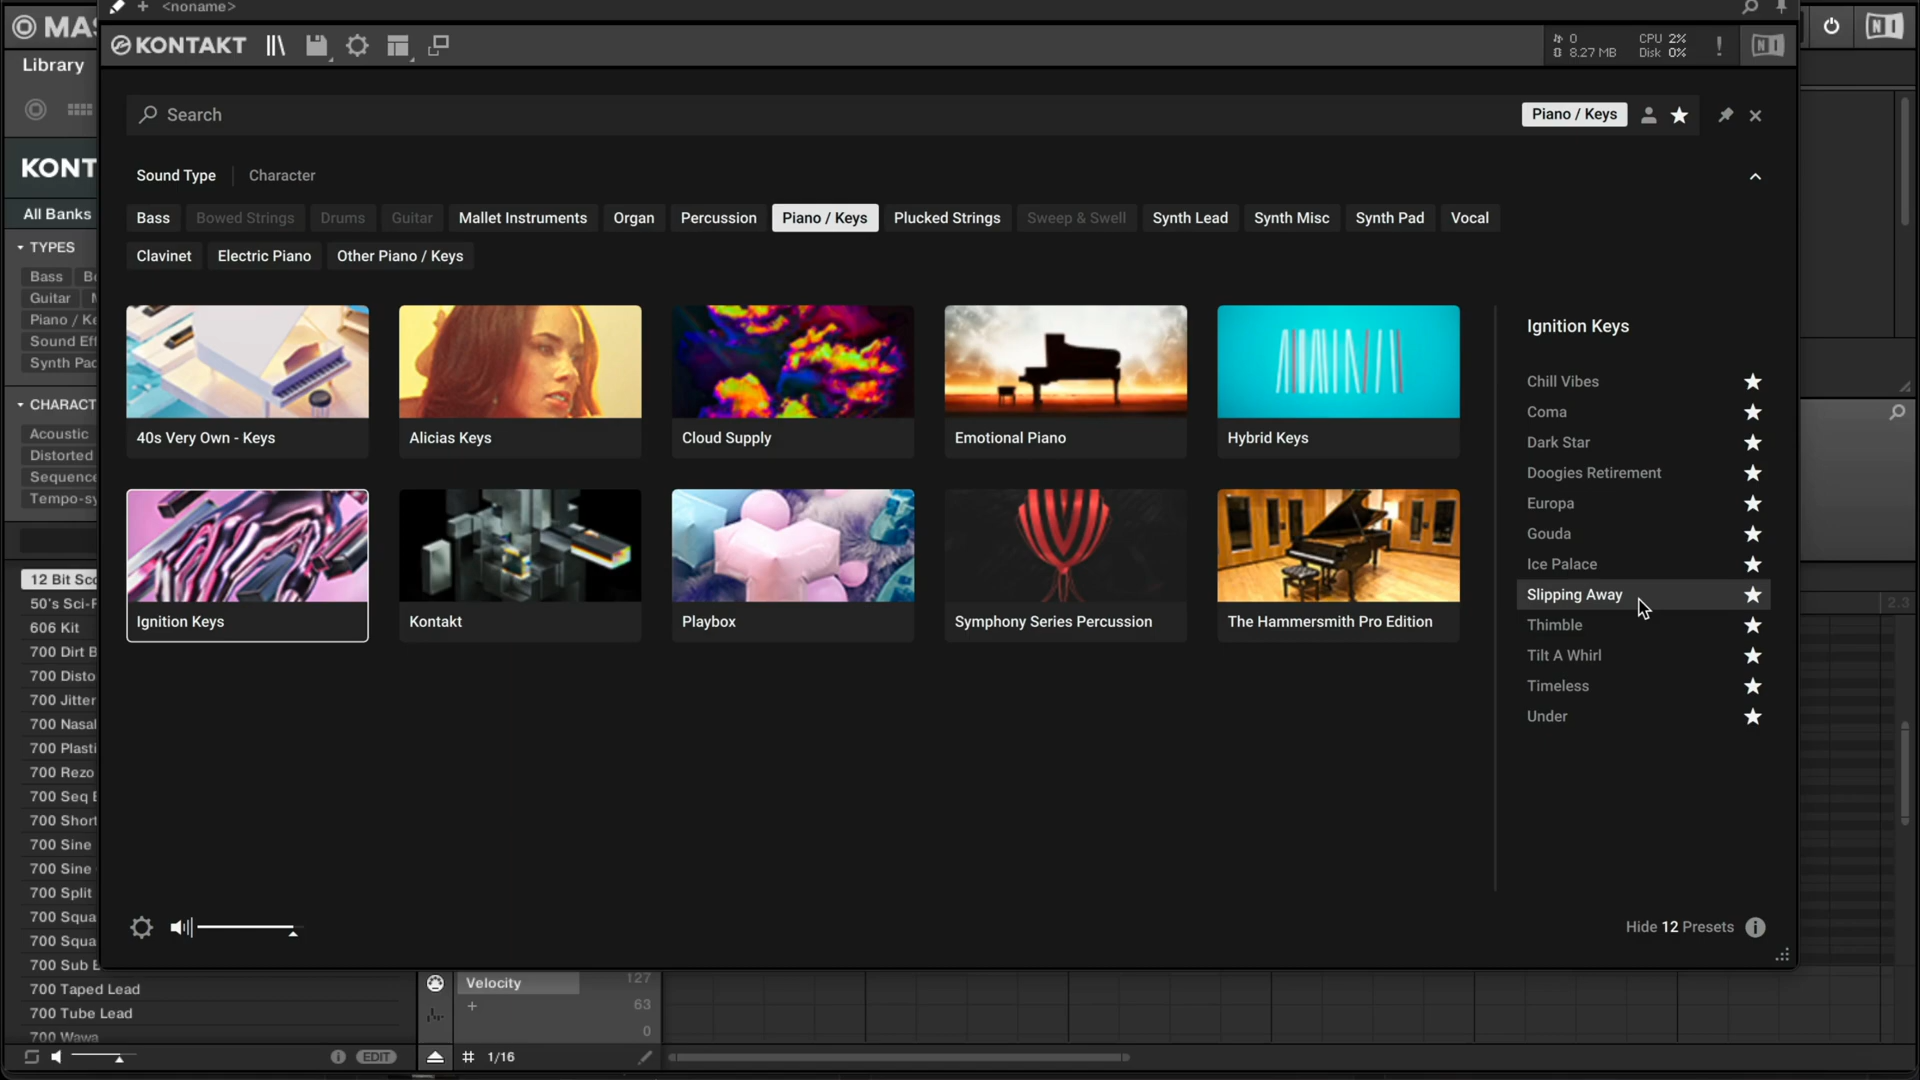 <noname>
MAS
KONTAKT
0
8.27 MB
CPU 2%
Disk 0%
NI
NI
Library
Search
Piano / Keys
Sound Type
Character
KONT
All Banks
Bass
Bowed Strings
Drums
Guitar
Mallet Instruments
Organ
Percussion
Piano / Keys
Plucked Strings
Sweep & Swell
Synth Lead
Synth Misc
Synth Pad
Vocal
Clavinet
Electric Piano
Other Piano / Keys
TYPES
Bass
Guitar
Piano / Ke
Sound Eff
Synth Pad
CHARACT
Acoustic
Distorted
Sequence
Tempo-sy
40s Very Own - Keys
Alicias Keys
Cloud Supply
Emotional Piano
Hybrid Keys
Ignition Keys
Kontakt
Playbox
Symphony Series Percussion
The Hammersmith Pro Edition
Ignition Keys
Chill Vibes
Coma
Dark Star
Doogies Retirement
Europa
Gouda
Ice Palace
Slipping Away
Thimble
Tilt A Whirl
Timeless
Under
2.3
12 Bit Sco
50's Sci-F
606 Kit
700 Dirt B
700 Disto
700 Jitter
700 Nasal
700 Plasti
700 Rezo
700 Seq E
700 Short
700 Sine
700 Sine
700 Split
700 Squa
700 Squa
700 Sub E
700 Taped Lead
700 Tube Lead
700 Wawa
Hide 12 Presets
Velocity
127
63
0
EDIT
1/16